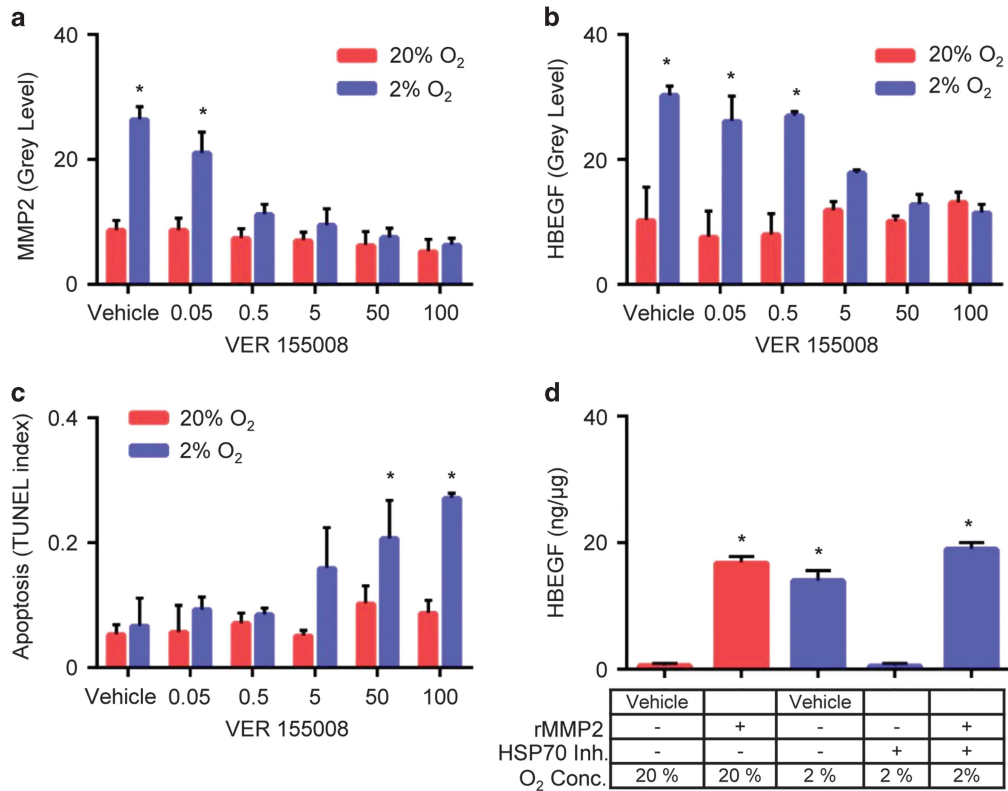 a
40
20
0
MMP2 (Grey Level)
20% O₂
2% O₂
*
*
Vehicle 0.05 0.5 5 50 100
VER 155008
b
40
20
0
HBEGF (Grey Level)
20% O₂
2% O₂
*
*
*
Vehicle 0.05 0.5 5 50 100
VER 155008
c
0.4
0.2
0
Apoptosis (TUNEL index)
20% O₂
2% O₂
*
*
Vehicle 0.05 0.5 5 50 100
VER 155008
d
40
20
0
HBEGF (ng/µg)
*
*
*
Vehicle Vehicle
rMMP2 - + - - +
HSP70 Inh. - - - + +
O₂ Conc. 20 % 20 % 2 % 2 % 2%